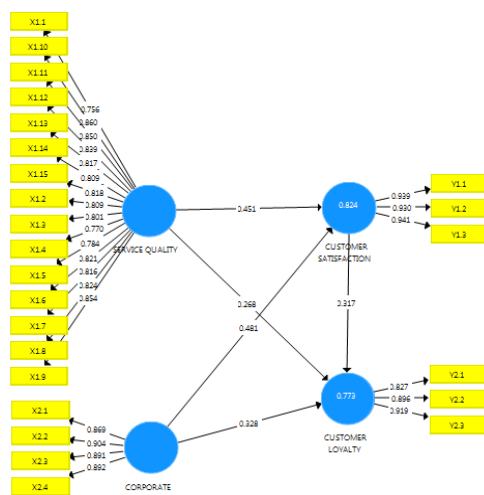 X1.1
X1.10
X1.11
X1.12
X1.13
X1.14
X1.15
X1.2
X1.3
X1.4
X1.5
X1.6
X1.7
X1.8
X1.9
0.756
0.860
0.850
0.839
0.817
0.809
0.818
0.809
0.801
0.770
0.784
0.821
0.816
0.824
0.854
SERVICE QUALITY
0.451
0.824
CUSTOMER
SATISFACTION
0.939
0.930
0.941
Y1.1
Y1.2
Y1.3
0.268
0.481
0.317
X2.1
X2.2
X2.3
X2.4
0.869
0.904
0.891
0.892
CORPORATE
0.328
0.773
CUSTOMER
LOYALTY
0.827
0.896
0.919
Y2.1
Y2.2
Y2.3